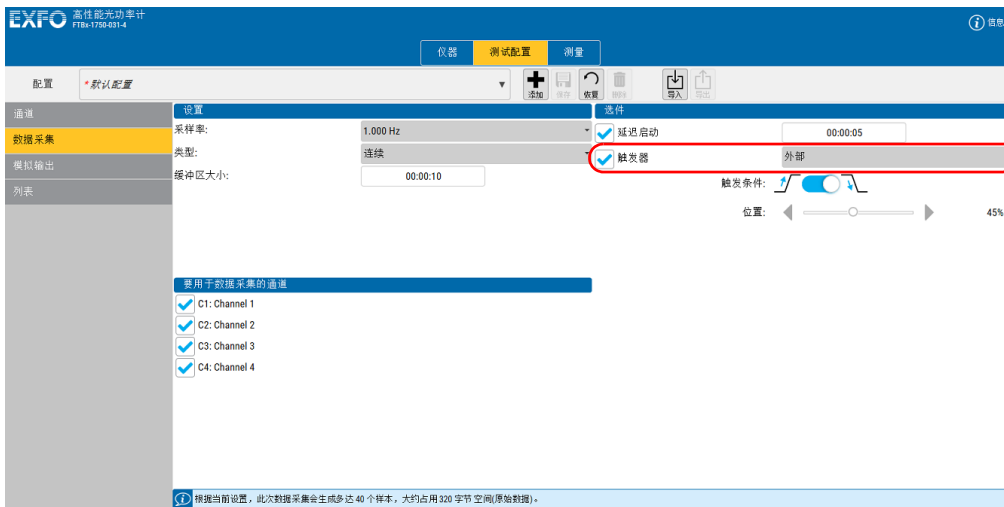 EXFO 高性能光功率计
FTBx-1750-031-4
信息
仪器 测试配置 测量
配置 *默认配置 添加 保存 恢复 删除 导入 导出
通道
数据采集
模拟输出
列表
设置
采样率: 1.000 Hz
类型: 连续
缓冲区大小: 00:00:10
选件
延迟启动 00:00:05
触发器 外部
触发条件:
位置: 45%
要用于数据采集的通道
C1: Channel 1
C2: Channel 2
C3: Channel 3
C4: Channel 4
根据当前设置，此次数据采集会生成多达 40 个样本，大约占用 320 字节 空间(原始数据)。